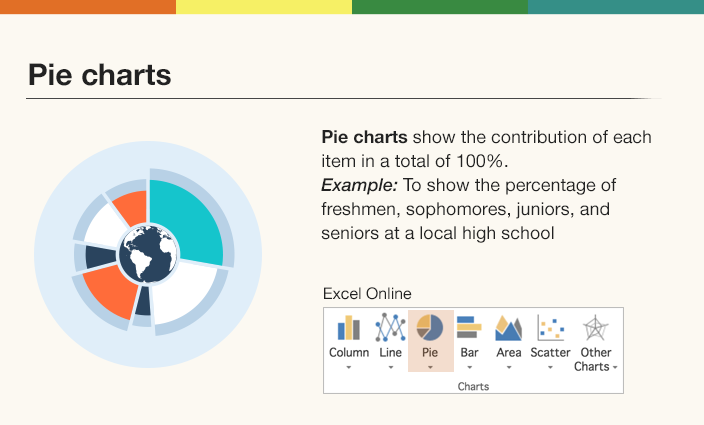 Pie charts
Pie charts show the contribution of each
item in a total of 100%.
Example: To show the percentage of
freshmen, sophomores, juniors, and
seniors at a local high school
Excel Online
Column Line Pie Bar Area Scatter Other
Charts
Charts